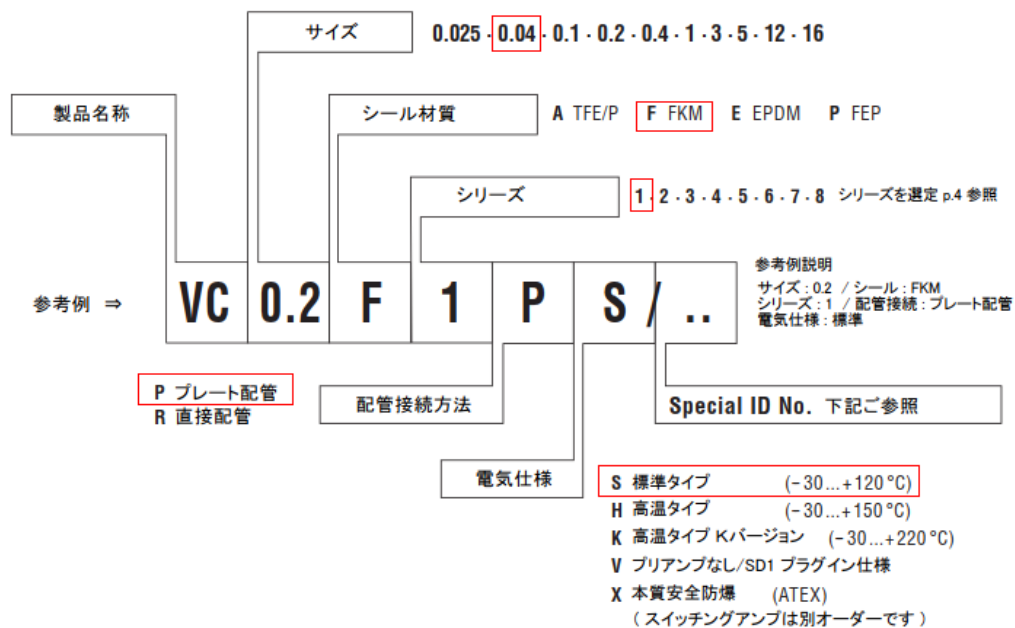 サイズ 0.025・0.04・0.1・0.2・0.4・1・3・5・12・16
製品名称 シール材質 A TFE/P F FKM E EPDM P FEP
シリーズ 1・2・3・4・5・6・7・8 シリーズを選定 p.4 参照
参考例 ⇒ VC 0.2 F 1 P S / ..
参考例説明
サイズ : 0.2 / シール : FKM
シリーズ : 1 / 配管接続 : プレート配管
電気仕様 : 標準
P プレート配管
R 直接配管
配管接続方法
Special ID No. 下記ご参照
電気仕様
S 標準タイプ (-30...+120°C)
H 高温タイプ (-30...+150°C)
K 高温タイプ Kバージョン (-30...+220°C)
V プリアンプなし/SD1 プラグイン仕様
X 本質安全防爆 (ATEX)
( スイッチングアンプは別オーダーです )